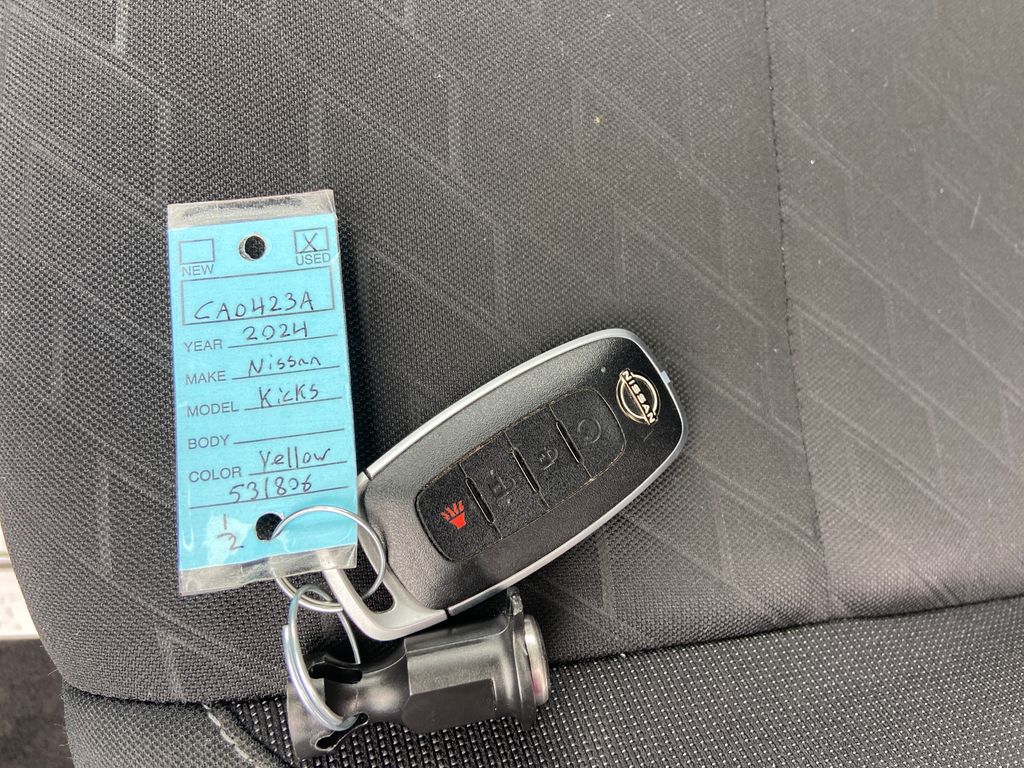 X
NEW USED
CA0423A
YEAR 2024
MAKE Nissan
MODEL Kicks
BODY
COLOR Yellow
531806
1/2
NISSAN